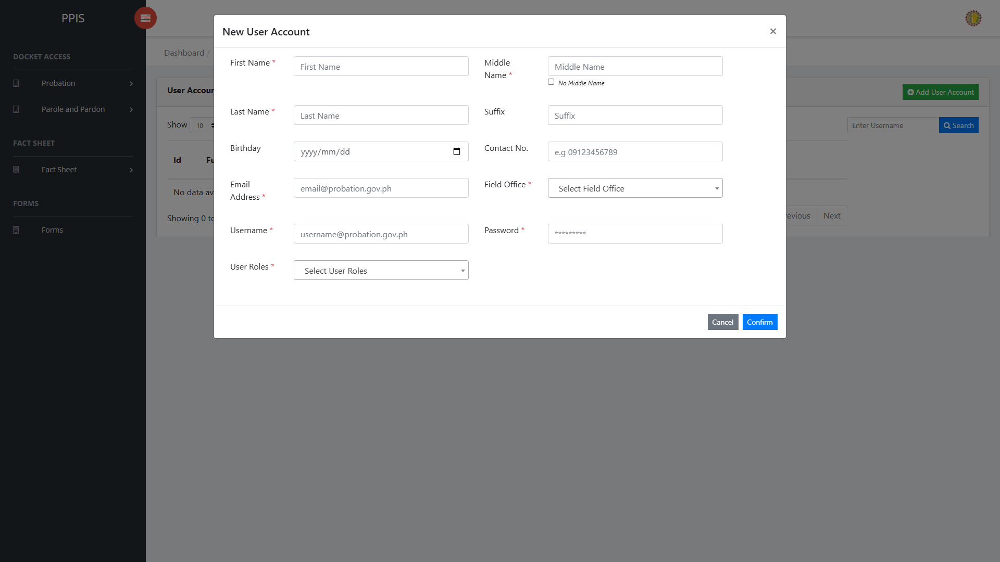 PPIS
DOCKET ACCESS
Probation
Parole and Pardon
FACT SHEET
Fact Sheet
FORMS
Forms
Dashboard /
User Accoun
Add User Account
Show 10
Enter Username
Search
Id
Fu
No data av
Showing 0 to
evious
Next
New User Account
×
First Name *
First Name
Middle
Name *
Middle Name
No Middle Name
Last Name *
Last Name
Suffix
Suffix
Birthday
yyyy/mm/dd
Contact No.
e.g 09123456789
Email
Address *
email@probation.gov.ph
Field Office *
Select Field Office
Username *
username@probation.gov.ph
Password *
*********
User Roles *
Select User Roles
Cancel
Confirm